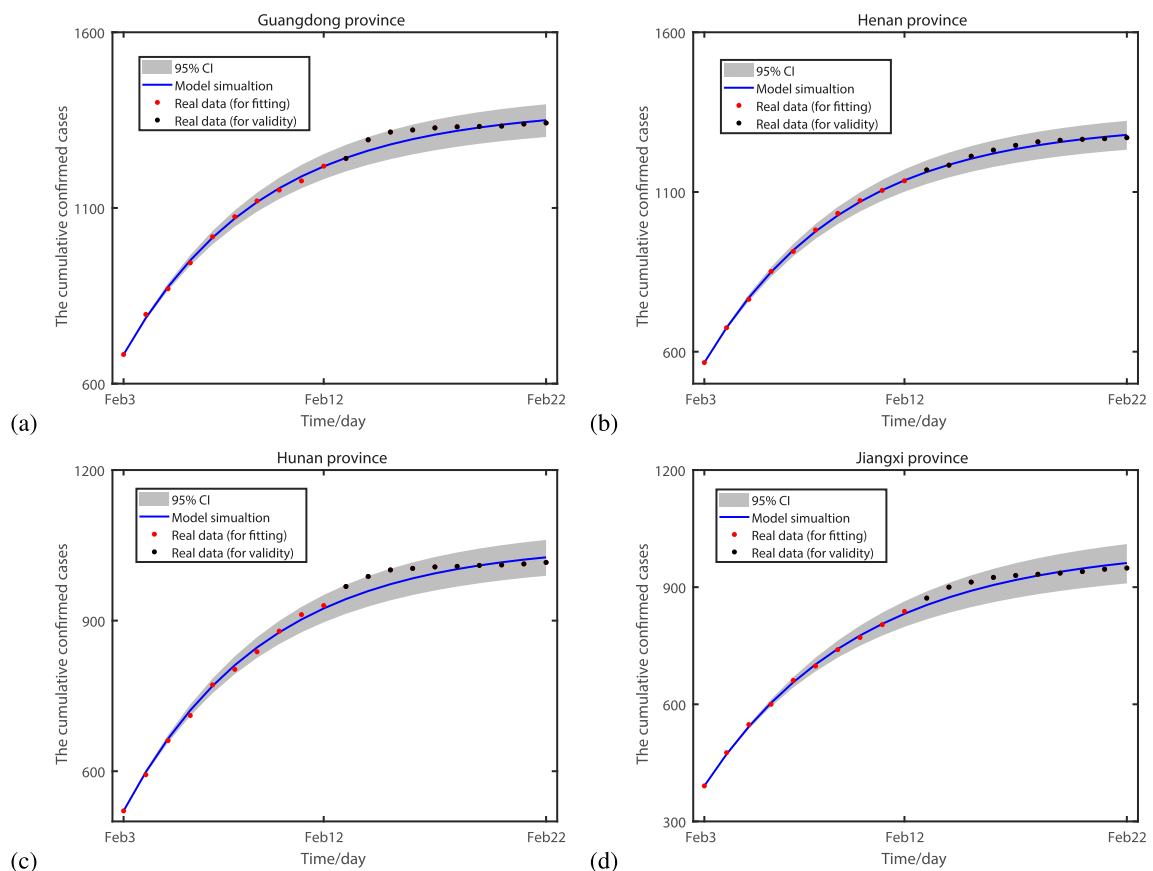 Guangdong province
1600
1100
600
95% CI
Model simualtion
Real data (for fitting)
Real data (for validity)
The cumulative confirmed cases
Feb3
Feb12
Feb22
Time/day
(a)
Henan province
1600
1100
600
95% CI
Model simualtion
Real data (for fitting)
Real data (for validity)
The cumulative confirmed cases
Feb3
Feb12
Feb22
Time/day
(b)
Hunan province
1200
900
600
95% CI
Model simualtion
Real data (for fitting)
Real data (for validity)
The cumulative confirmed cases
Feb3
Feb12
Feb22
Time/day
(c)
Jiangxi province
1200
900
600
300
95% CI
Model simualtion
Real data (for fitting)
Real data (for validity)
The cumulative confirmed cases
Feb3
Feb12
Feb22
Time/day
(d)